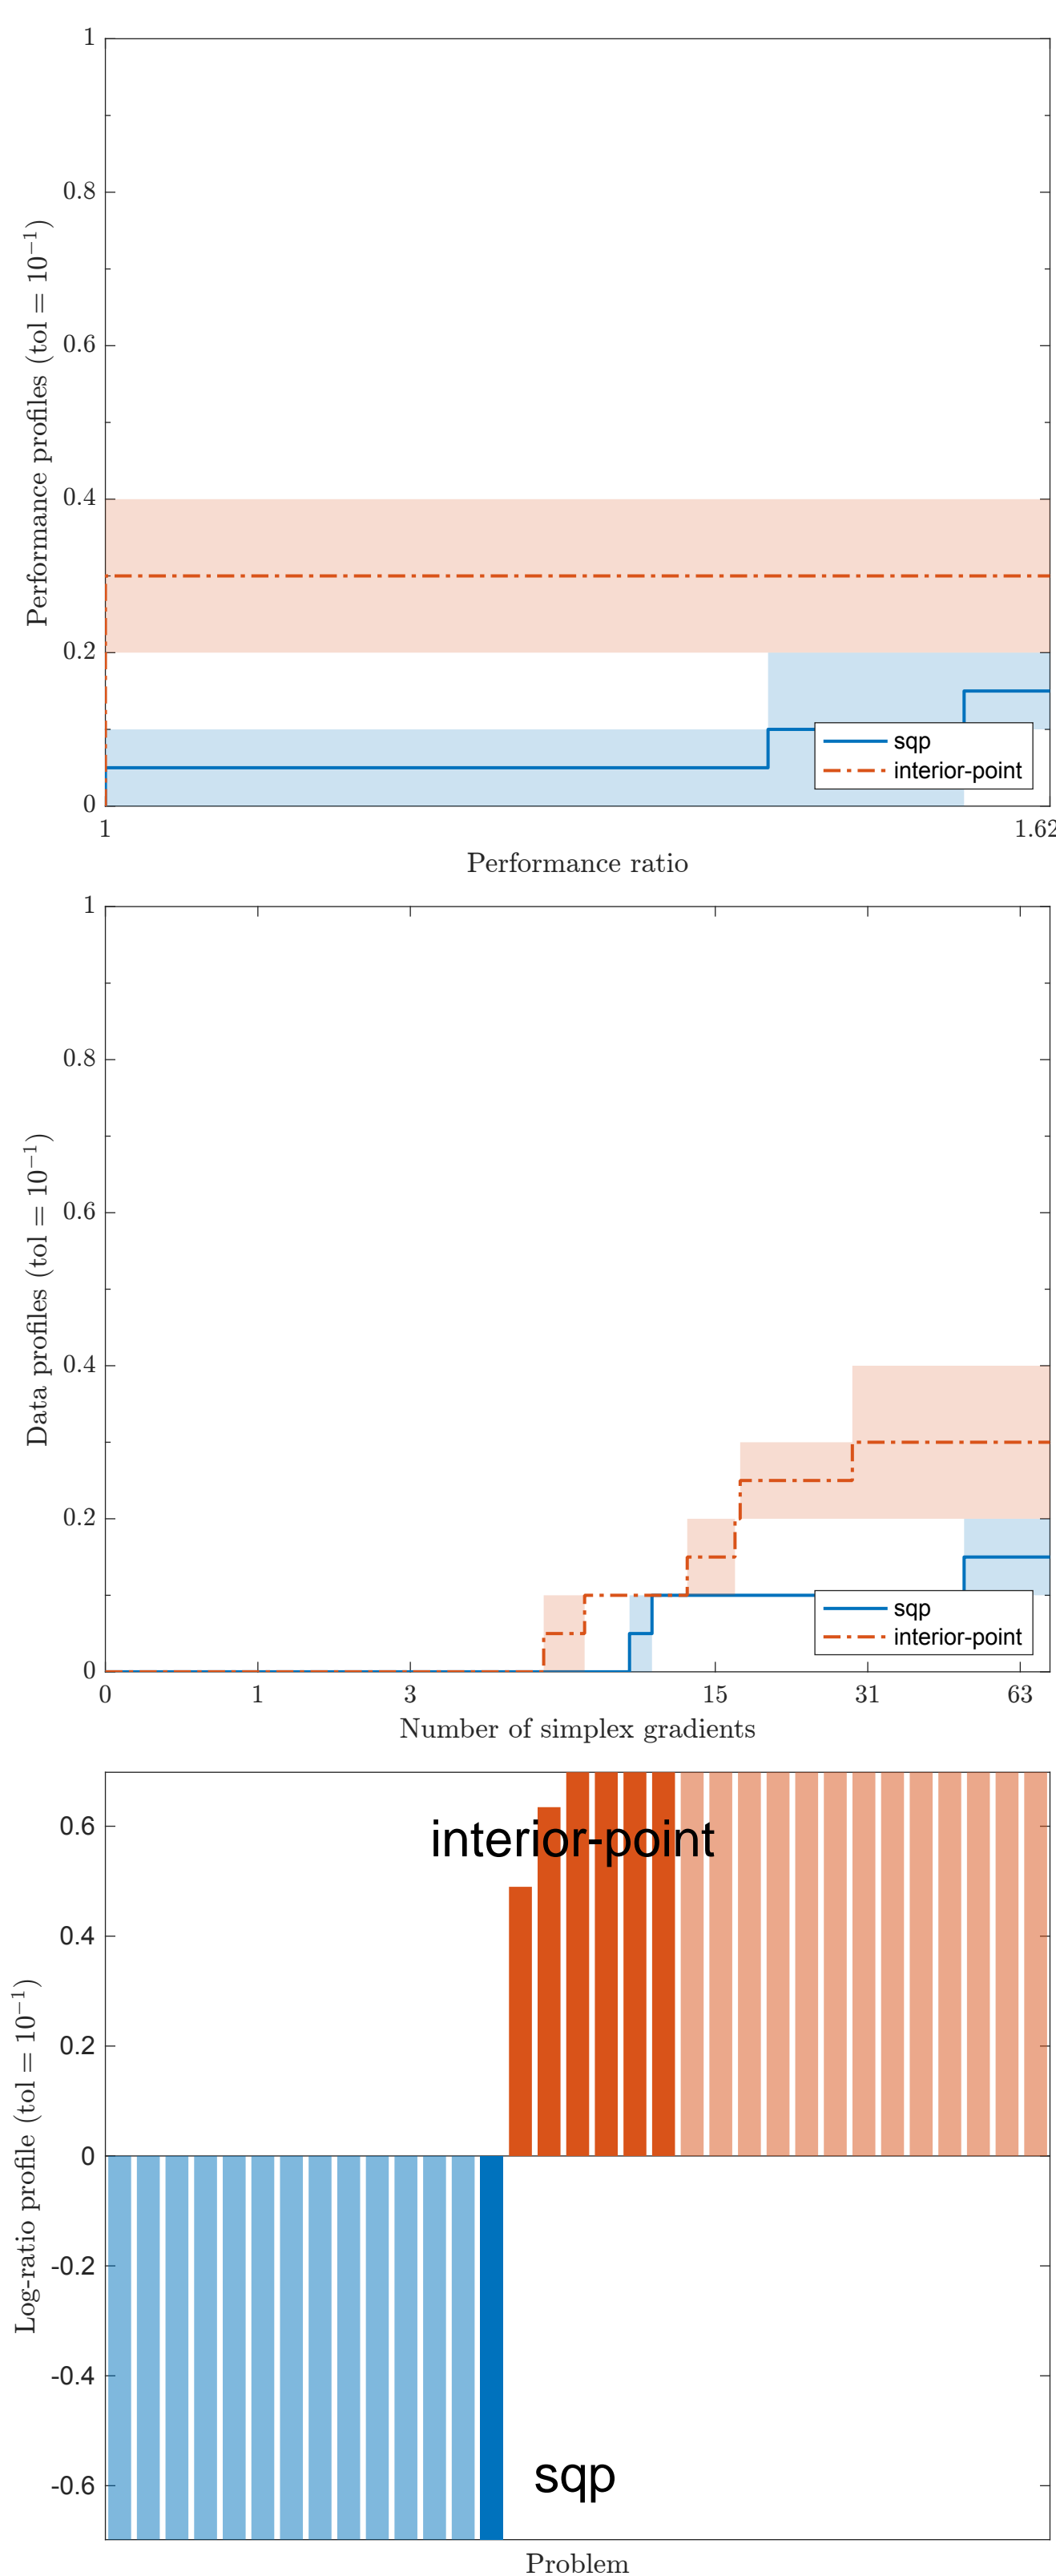 Performance profiles (tol = 10⁻¹)
1
0.8
0.6
0.4
0.2
0
sqp
interior-point
1
1.62
Performance ratio
Data profiles (tol = 10⁻¹)
1
0.8
0.6
0.4
0.2
0
sqp
interior-point
0 1 3 15 31 63
Number of simplex gradients
Log-ratio profile (tol = 10⁻¹)
0.6
0.4
0.2
0
-0.2
-0.4
-0.6
interior-point
sqp
Problem